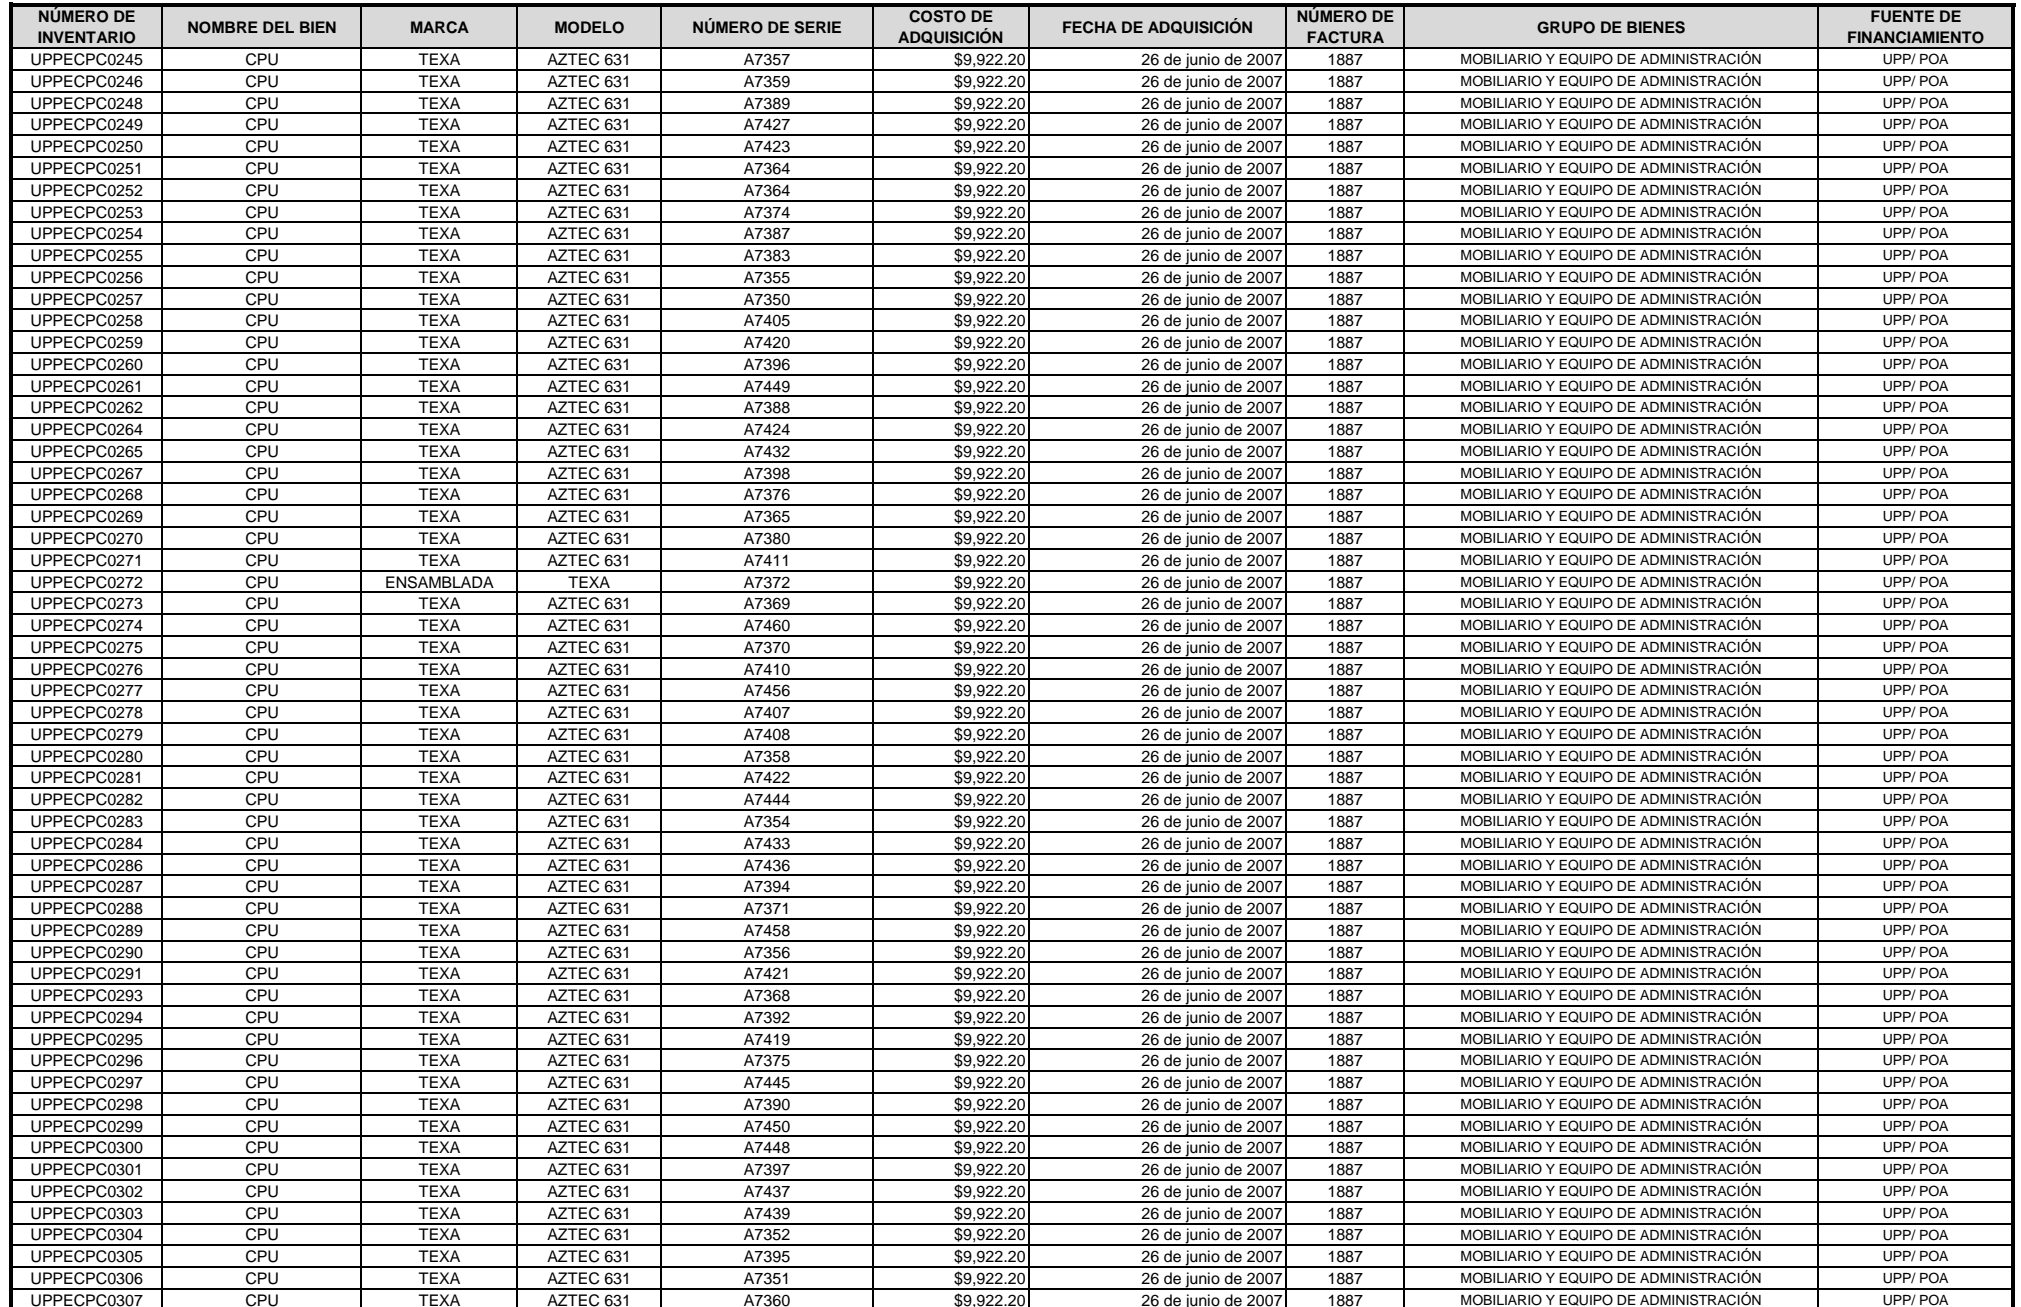 NÚMERO DE INVENTARIO NOMBRE DEL BIEN MARCA MODELO NÚMERO DE SERIE COSTO DE ADQUISICIÓN FECHA DE ADQUISICIÓN NÚMERO DE FACTURA GRUPO DE BIENES FUENTE DE FINANCIAMIENTO
UPPECPC0245 CPU TEXA AZTEC 631 A7357 $9,922.20 26 de junio de 2007 1887 MOBILIARIO Y EQUIPO DE ADMINISTRACIÓN UPP/ POA
UPPECPC0246 CPU TEXA AZTEC 631 A7359 $9,922.20 26 de junio de 2007 1887 MOBILIARIO Y EQUIPO DE ADMINISTRACIÓN UPP/ POA
UPPECPC0248 CPU TEXA AZTEC 631 A7389 $9,922.20 26 de junio de 2007 1887 MOBILIARIO Y EQUIPO DE ADMINISTRACIÓN UPP/ POA
UPPECPC0249 CPU TEXA AZTEC 631 A7427 $9,922.20 26 de junio de 2007 1887 MOBILIARIO Y EQUIPO DE ADMINISTRACIÓN UPP/ POA
UPPECPC0250 CPU TEXA AZTEC 631 A7423 $9,922.20 26 de junio de 2007 1887 MOBILIARIO Y EQUIPO DE ADMINISTRACIÓN UPP/ POA
UPPECPC0251 CPU TEXA AZTEC 631 A7364 $9,922.20 26 de junio de 2007 1887 MOBILIARIO Y EQUIPO DE ADMINISTRACIÓN UPP/ POA
UPPECPC0252 CPU TEXA AZTEC 631 A7364 $9,922.20 26 de junio de 2007 1887 MOBILIARIO Y EQUIPO DE ADMINISTRACIÓN UPP/ POA
UPPECPC0253 CPU TEXA AZTEC 631 A7374 $9,922.20 26 de junio de 2007 1887 MOBILIARIO Y EQUIPO DE ADMINISTRACIÓN UPP/ POA
UPPECPC0254 CPU TEXA AZTEC 631 A7387 $9,922.20 26 de junio de 2007 1887 MOBILIARIO Y EQUIPO DE ADMINISTRACIÓN UPP/ POA
UPPECPC0255 CPU TEXA AZTEC 631 A7383 $9,922.20 26 de junio de 2007 1887 MOBILIARIO Y EQUIPO DE ADMINISTRACIÓN UPP/ POA
UPPECPC0256 CPU TEXA AZTEC 631 A7355 $9,922.20 26 de junio de 2007 1887 MOBILIARIO Y EQUIPO DE ADMINISTRACIÓN UPP/ POA
UPPECPC0257 CPU TEXA AZTEC 631 A7350 $9,922.20 26 de junio de 2007 1887 MOBILIARIO Y EQUIPO DE ADMINISTRACIÓN UPP/ POA
UPPECPC0258 CPU TEXA AZTEC 631 A7405 $9,922.20 26 de junio de 2007 1887 MOBILIARIO Y EQUIPO DE ADMINISTRACIÓN UPP/ POA
UPPECPC0259 CPU TEXA AZTEC 631 A7420 $9,922.20 26 de junio de 2007 1887 MOBILIARIO Y EQUIPO DE ADMINISTRACIÓN UPP/ POA
UPPECPC0260 CPU TEXA AZTEC 631 A7396 $9,922.20 26 de junio de 2007 1887 MOBILIARIO Y EQUIPO DE ADMINISTRACIÓN UPP/ POA
UPPECPC0261 CPU TEXA AZTEC 631 A7449 $9,922.20 26 de junio de 2007 1887 MOBILIARIO Y EQUIPO DE ADMINISTRACIÓN UPP/ POA
UPPECPC0262 CPU TEXA AZTEC 631 A7388 $9,922.20 26 de junio de 2007 1887 MOBILIARIO Y EQUIPO DE ADMINISTRACIÓN UPP/ POA
UPPECPC0264 CPU TEXA AZTEC 631 A7424 $9,922.20 26 de junio de 2007 1887 MOBILIARIO Y EQUIPO DE ADMINISTRACIÓN UPP/ POA
UPPECPC0265 CPU TEXA AZTEC 631 A7432 $9,922.20 26 de junio de 2007 1887 MOBILIARIO Y EQUIPO DE ADMINISTRACIÓN UPP/ POA
UPPECPC0267 CPU TEXA AZTEC 631 A7398 $9,922.20 26 de junio de 2007 1887 MOBILIARIO Y EQUIPO DE ADMINISTRACIÓN UPP/ POA
UPPECPC0268 CPU TEXA AZTEC 631 A7376 $9,922.20 26 de junio de 2007 1887 MOBILIARIO Y EQUIPO DE ADMINISTRACIÓN UPP/ POA
UPPECPC0269 CPU TEXA AZTEC 631 A7365 $9,922.20 26 de junio de 2007 1887 MOBILIARIO Y EQUIPO DE ADMINISTRACIÓN UPP/ POA
UPPECPC0270 CPU TEXA AZTEC 631 A7380 $9,922.20 26 de junio de 2007 1887 MOBILIARIO Y EQUIPO DE ADMINISTRACIÓN UPP/ POA
UPPECPC0271 CPU TEXA AZTEC 631 A7411 $9,922.20 26 de junio de 2007 1887 MOBILIARIO Y EQUIPO DE ADMINISTRACIÓN UPP/ POA
UPPECPC0272 CPU ENSAMBLADA TEXA A7372 $9,922.20 26 de junio de 2007 1887 MOBILIARIO Y EQUIPO DE ADMINISTRACIÓN UPP/ POA
UPPECPC0273 CPU TEXA AZTEC 631 A7369 $9,922.20 26 de junio de 2007 1887 MOBILIARIO Y EQUIPO DE ADMINISTRACIÓN UPP/ POA
UPPECPC0274 CPU TEXA AZTEC 631 A7460 $9,922.20 26 de junio de 2007 1887 MOBILIARIO Y EQUIPO DE ADMINISTRACIÓN UPP/ POA
UPPECPC0275 CPU TEXA AZTEC 631 A7370 $9,922.20 26 de junio de 2007 1887 MOBILIARIO Y EQUIPO DE ADMINISTRACIÓN UPP/ POA
UPPECPC0276 CPU TEXA AZTEC 631 A7410 $9,922.20 26 de junio de 2007 1887 MOBILIARIO Y EQUIPO DE ADMINISTRACIÓN UPP/ POA
UPPECPC0277 CPU TEXA AZTEC 631 A7456 $9,922.20 26 de junio de 2007 1887 MOBILIARIO Y EQUIPO DE ADMINISTRACIÓN UPP/ POA
UPPECPC0278 CPU TEXA AZTEC 631 A7407 $9,922.20 26 de junio de 2007 1887 MOBILIARIO Y EQUIPO DE ADMINISTRACIÓN UPP/ POA
UPPECPC0279 CPU TEXA AZTEC 631 A7408 $9,922.20 26 de junio de 2007 1887 MOBILIARIO Y EQUIPO DE ADMINISTRACIÓN UPP/ POA
UPPECPC0280 CPU TEXA AZTEC 631 A7358 $9,922.20 26 de junio de 2007 1887 MOBILIARIO Y EQUIPO DE ADMINISTRACIÓN UPP/ POA
UPPECPC0281 CPU TEXA AZTEC 631 A7422 $9,922.20 26 de junio de 2007 1887 MOBILIARIO Y EQUIPO DE ADMINISTRACIÓN UPP/ POA
UPPECPC0282 CPU TEXA AZTEC 631 A7444 $9,922.20 26 de junio de 2007 1887 MOBILIARIO Y EQUIPO DE ADMINISTRACIÓN UPP/ POA
UPPECPC0283 CPU TEXA AZTEC 631 A7354 $9,922.20 26 de junio de 2007 1887 MOBILIARIO Y EQUIPO DE ADMINISTRACIÓN UPP/ POA
UPPECPC0284 CPU TEXA AZTEC 631 A7433 $9,922.20 26 de junio de 2007 1887 MOBILIARIO Y EQUIPO DE ADMINISTRACIÓN UPP/ POA
UPPECPC0286 CPU TEXA AZTEC 631 A7436 $9,922.20 26 de junio de 2007 1887 MOBILIARIO Y EQUIPO DE ADMINISTRACIÓN UPP/ POA
UPPECPC0287 CPU TEXA AZTEC 631 A7394 $9,922.20 26 de junio de 2007 1887 MOBILIARIO Y EQUIPO DE ADMINISTRACIÓN UPP/ POA
UPPECPC0288 CPU TEXA AZTEC 631 A7371 $9,922.20 26 de junio de 2007 1887 MOBILIARIO Y EQUIPO DE ADMINISTRACIÓN UPP/ POA
UPPECPC0289 CPU TEXA AZTEC 631 A7458 $9,922.20 26 de junio de 2007 1887 MOBILIARIO Y EQUIPO DE ADMINISTRACIÓN UPP/ POA
UPPECPC0290 CPU TEXA AZTEC 631 A7356 $9,922.20 26 de junio de 2007 1887 MOBILIARIO Y EQUIPO DE ADMINISTRACIÓN UPP/ POA
UPPECPC0291 CPU TEXA AZTEC 631 A7421 $9,922.20 26 de junio de 2007 1887 MOBILIARIO Y EQUIPO DE ADMINISTRACIÓN UPP/ POA
UPPECPC0293 CPU TEXA AZTEC 631 A7368 $9,922.20 26 de junio de 2007 1887 MOBILIARIO Y EQUIPO DE ADMINISTRACIÓN UPP/ POA
UPPECPC0294 CPU TEXA AZTEC 631 A7392 $9,922.20 26 de junio de 2007 1887 MOBILIARIO Y EQUIPO DE ADMINISTRACIÓN UPP/ POA
UPPECPC0295 CPU TEXA AZTEC 631 A7419 $9,922.20 26 de junio de 2007 1887 MOBILIARIO Y EQUIPO DE ADMINISTRACIÓN UPP/ POA
UPPECPC0296 CPU TEXA AZTEC 631 A7375 $9,922.20 26 de junio de 2007 1887 MOBILIARIO Y EQUIPO DE ADMINISTRACIÓN UPP/ POA
UPPECPC0297 CPU TEXA AZTEC 631 A7445 $9,922.20 26 de junio de 2007 1887 MOBILIARIO Y EQUIPO DE ADMINISTRACIÓN UPP/ POA
UPPECPC0298 CPU TEXA AZTEC 631 A7390 $9,922.20 26 de junio de 2007 1887 MOBILIARIO Y EQUIPO DE ADMINISTRACIÓN UPP/ POA
UPPECPC0299 CPU TEXA AZTEC 631 A7450 $9,922.20 26 de junio de 2007 1887 MOBILIARIO Y EQUIPO DE ADMINISTRACIÓN UPP/ POA
UPPECPC0300 CPU TEXA AZTEC 631 A7448 $9,922.20 26 de junio de 2007 1887 MOBILIARIO Y EQUIPO DE ADMINISTRACIÓN UPP/ POA
UPPECPC0301 CPU TEXA AZTEC 631 A7397 $9,922.20 26 de junio de 2007 1887 MOBILIARIO Y EQUIPO DE ADMINISTRACIÓN UPP/ POA
UPPECPC0302 CPU TEXA AZTEC 631 A7437 $9,922.20 26 de junio de 2007 1887 MOBILIARIO Y EQUIPO DE ADMINISTRACIÓN UPP/ POA
UPPECPC0303 CPU TEXA AZTEC 631 A7439 $9,922.20 26 de junio de 2007 1887 MOBILIARIO Y EQUIPO DE ADMINISTRACIÓN UPP/ POA
UPPECPC0304 CPU TEXA AZTEC 631 A7352 $9,922.20 26 de junio de 2007 1887 MOBILIARIO Y EQUIPO DE ADMINISTRACIÓN UPP/ POA
UPPECPC0305 CPU TEXA AZTEC 631 A7395 $9,922.20 26 de junio de 2007 1887 MOBILIARIO Y EQUIPO DE ADMINISTRACIÓN UPP/ POA
UPPECPC0306 CPU TEXA AZTEC 631 A7351 $9,922.20 26 de junio de 2007 1887 MOBILIARIO Y EQUIPO DE ADMINISTRACIÓN UPP/ POA
UPPECPC0307 CPU TEXA AZTEC 631 A7360 $9,922.20 26 de junio de 2007 1887 MOBILIARIO Y EQUIPO DE ADMINISTRACIÓN UPP/ POA